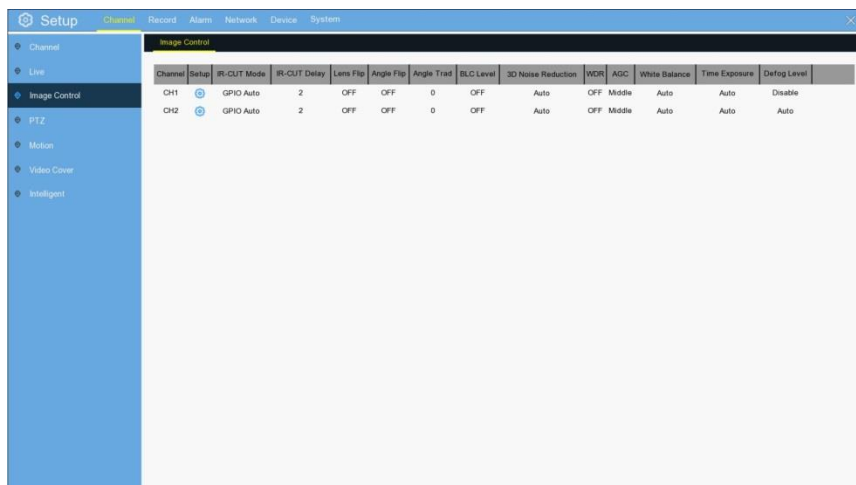 Setup Channel Record Alarm Network Device System
Channel
Live
Image Control
PTZ
Motion
Video Cover
Intelligent
Image Control
Channel Setup IR-CUT Mode IR-CUT Delay Lens Flip Angle Flip Angle Trad BLC Level 3D Noise Reduction WDR AGC White Balance Time Exposure Defog Level
CH1 GPIO Auto 2 OFF OFF 0 OFF Auto OFF Middle Auto Auto Disable
CH2 GPIO Auto 2 OFF OFF 0 OFF Auto OFF Middle Auto Auto Auto